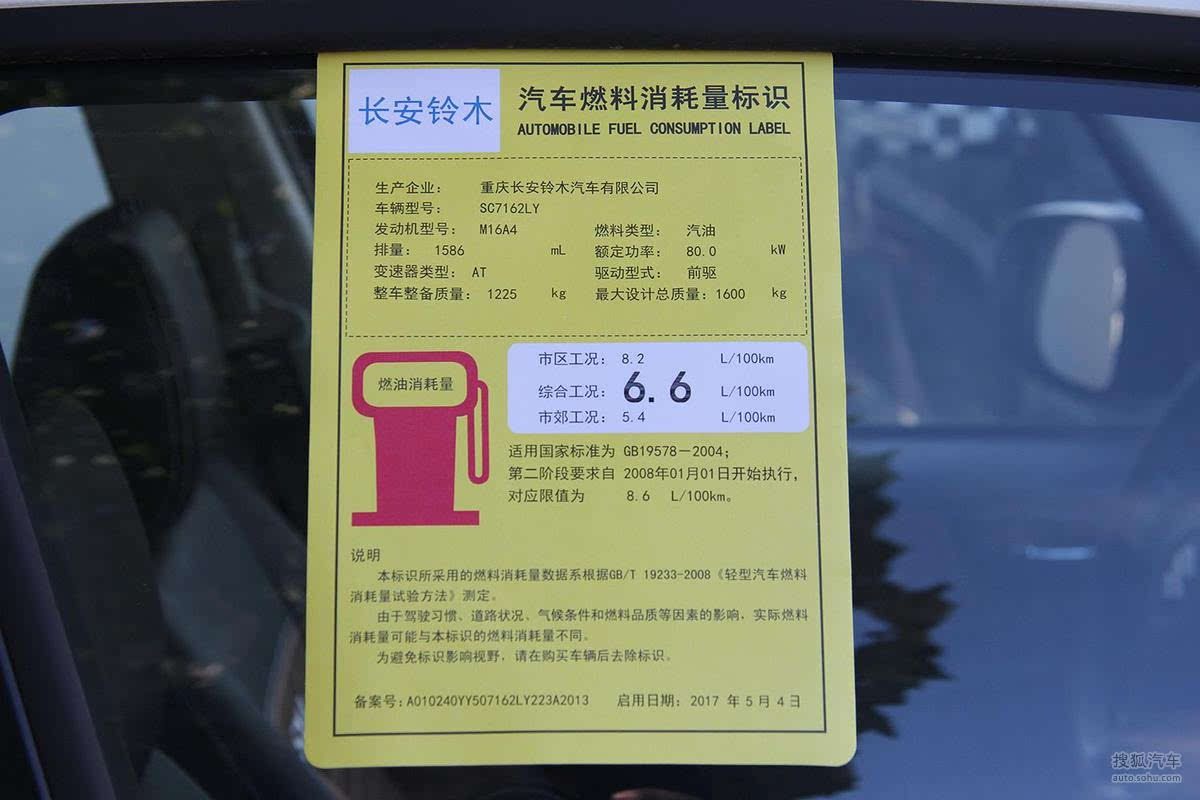 长安铃木
汽车燃料消耗量标识
AUTOMOBILE FUEL CONSUMPTION LABEL
生产企业： 重庆长安铃木汽车有限公司
车辆型号： SC7162LY
发动机型号： M16A4 燃料类型： 汽油
排量： 1586 mL 额定功率： 80.0 kW
变速器类型： AT 驱动型式： 前驱
整车整备质量： 1225 kg 最大设计总质量：1600 kg
燃油消耗量
市区工况： 8.2 L/100km
综合工况： 6.6 L/100km
市郊工况： 5.4 L/100km
适用国家标准为 GB19578－2004；
第二阶段要求自 2008年01月01日开始执行，
对应限值为 8.6 L/100km。
说明
本标识所采用的燃料消耗量数据系根据GB/T 19233-2008《轻型汽车燃料
消耗量试验方法》测定。
由于驾驶习惯、道路状况、气候条件和燃料品质等因素的影响，实际燃料
消耗量可能与本标识的燃料消耗量不同。
为避免标识影响视野，请在购买车辆后去除标识。
备案号：A010240YY507162LY223A2013 启用日期：2017 年 5 月 4 日
搜狐汽车
auto.sohu.com